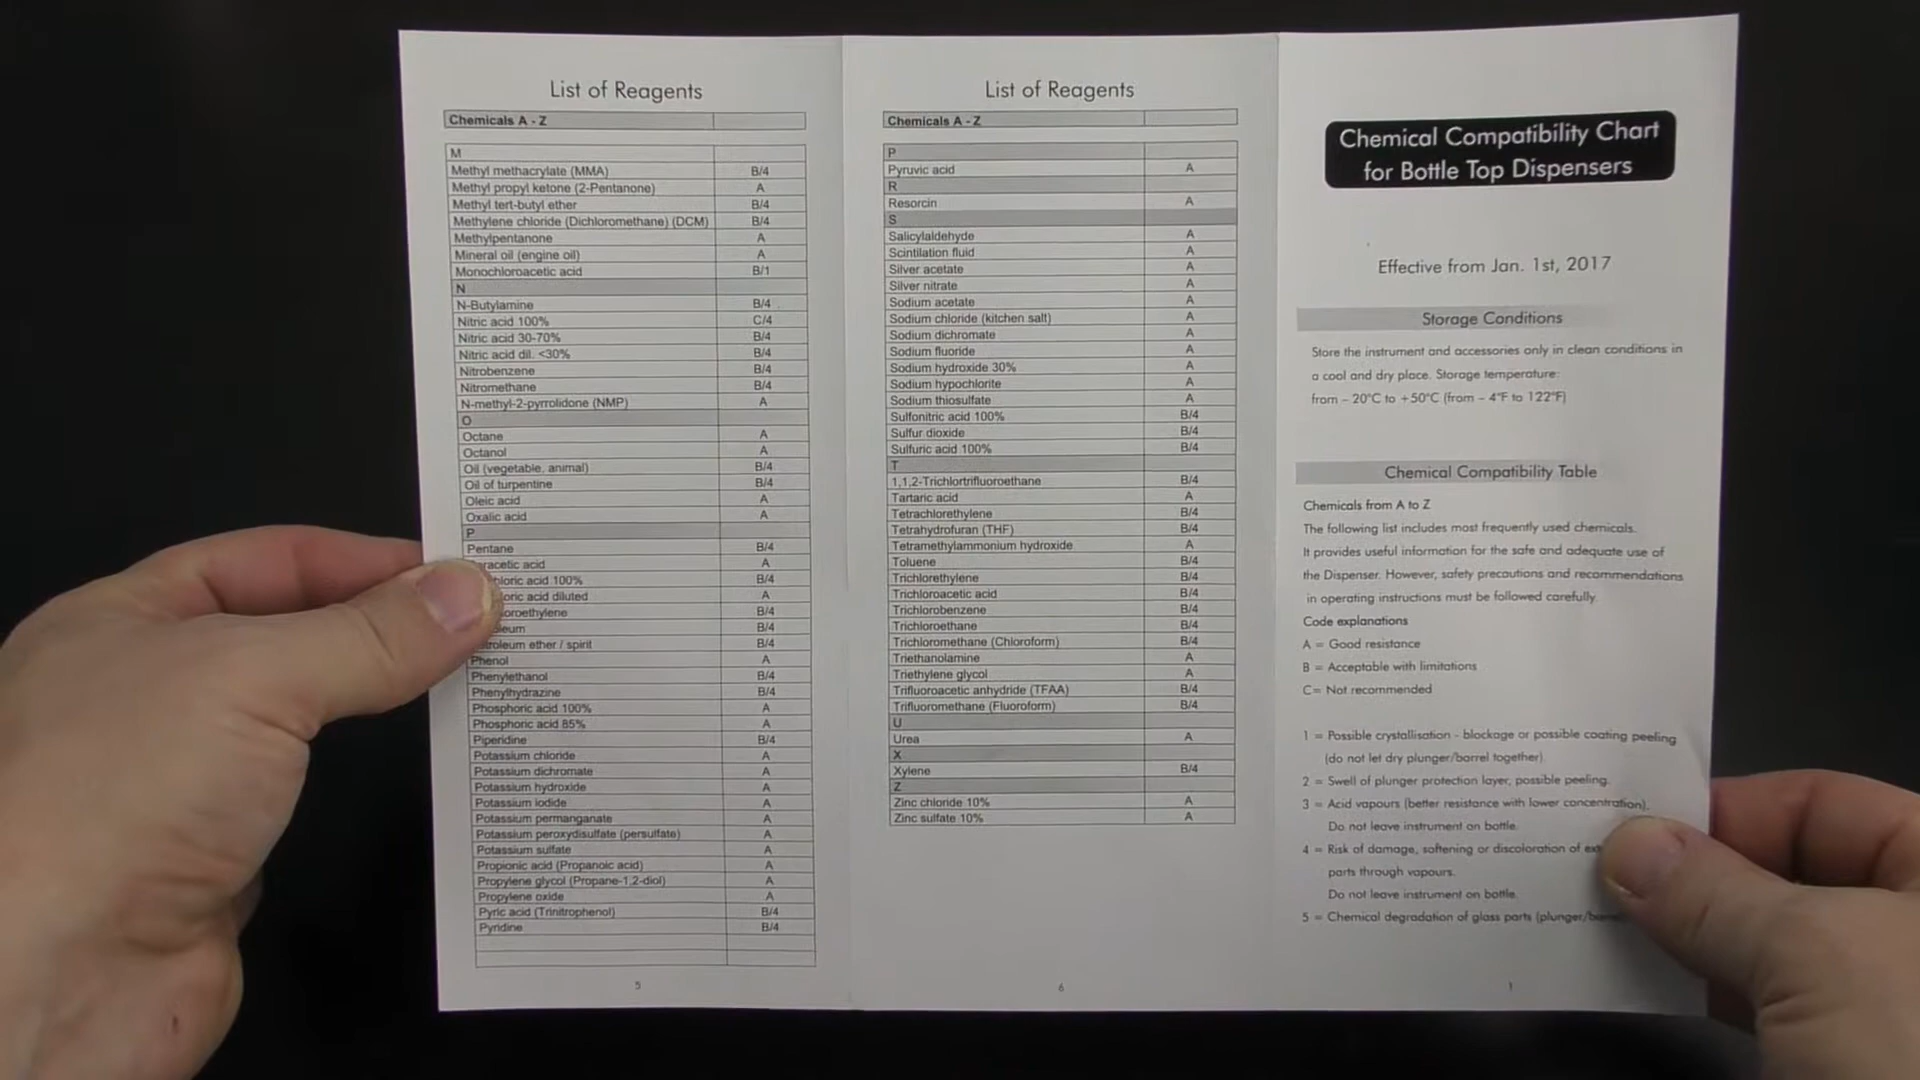 List of Reagents
Chemicals A - Z
M
Methyl methacrylate (MMA) B/4
Methyl propyl ketone (2-Pentanone) A
Methyl tert-butyl ether B/4
Methylene chloride (Dichloromethane) (DCM) B/4
Methylpentanone A
Mineral oil (engine oil) A
Monochloroacetic acid B/1
N
N-Butylamine B/4
Nitric acid 100% C/4
Nitric acid 30-70% B/4
Nitric acid dil. <30% B/4
Nitrobenzene B/4
Nitromethane B/4
N-methyl-2-pyrrolidone (NMP) A
O
Octane A
Octanol A
Oil (vegetable, animal) B/4
Oil of turpentine B/4
Oleic acid A
Oxalic acid A
P
Pentane B/4
acid A
acid 100% B/4
acid diluted A
B/4
B/4
ether / spirit B/4
Phenol A
Phenylethanol B/4
Phenylhydrazine B/4
Phosphoric acid 100% A
Phosphoric acid 85% A
Piperidine B/4
Potassium chloride A
Potassium dichromate A
Potassium hydroxide A
Potassium iodide A
Potassium permanganate A
Potassium peroxydisulfate (persulfate) A
Potassium sulfate A
Propionic acid (Propanoic acid) A
Propylene glycol (Propane-1,2-diol) A
Propylene oxide A
Pyric acid (Trinitrophenol) B/4
Pyridine B/4
5
List of Reagents
Chemicals A - Z
P
Pyruvic acid A
R
Resorcin A
S
Salicylaldehyde A
Scintilation fluid A
Silver acetate A
Silver nitrate A
Sodium acetate A
Sodium chloride (kitchen salt) A
Sodium dichromate A
Sodium fluoride A
Sodium hydroxide 30% A
Sodium hypochlorite A
Sodium thiosulfate A
Sulfonitric acid 100% B/4
Sulfur dioxide B/4
Sulfuric acid 100% B/4
T
1,1,2-Trichlortrifluoroethane B/4
Tartaric acid A
Tetrachlorethylene B/4
Tetrahydrofuran (THF) B/4
Tetramethylammonium hydroxide A
Toluene B/4
Trichlorethylene B/4
Trichloroacetic acid B/4
Trichlorobenzene B/4
Trichloroethane B/4
Trichloromethane (Chloroform) B/4
Triethanolamine A
Triethylene glycol A
Trifluoroacetic anhydride (TFAA) B/4
Trifluoromethane (Fluoroform) B/4
U
Urea A
X
Xylene B/4
Z
Zinc chloride 10% A
Zinc sulfate 10% A
6
Chemical Compatibility Chart
for Bottle Top Dispensers
Effective from Jan. 1st, 2017
Storage Conditions
Store the instrument and accessories only in clean conditions in
a cool and dry place. Storage temperature:
from – 20°C to +50°C (from – 4°F to 122°F)
Chemical Compatibility Table
Chemicals from A to Z
The following list includes most frequently used chemicals.
It provides useful information for the safe and adequate use of
the Dispenser. However, safety precautions and recommendations
in operating instructions must be followed carefully.
Code explanations
A = Good resistance
B = Acceptable with limitations
C= Not recommended
1 = Possible crystallisation - blockage or possible coating peeling
(do not let dry plunger/barrel together)
2 = Swell of plunger protection layer, possible peeling.
3 = Acid vapours (better resistance with lower concentration).
Do not leave instrument on bottle.
4 = Risk of damage, softening or discoloration of
parts through vapours.
Do not leave instrument on bottle.
5 = Chemical degradation of glass parts (plunger/
1